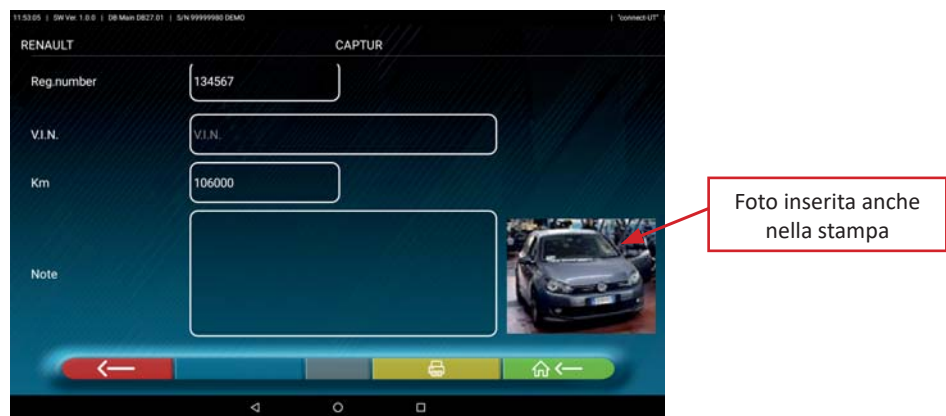 11:53:05 | SW Ver. 1.0.0 | DB Main DB27.01 | S/N 99999980 DEMO | "connect-UT" |
RENAULT CAPTUR
Reg.number 134567
V.I.N. V.I.N.
Km 106000
Foto inserita anche
nella stampa
Note